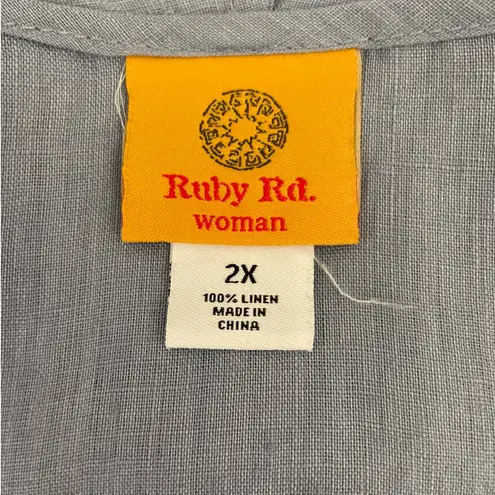 Ruby Rd.
woman
2X
100% LINEN
MADE IN
CHINA